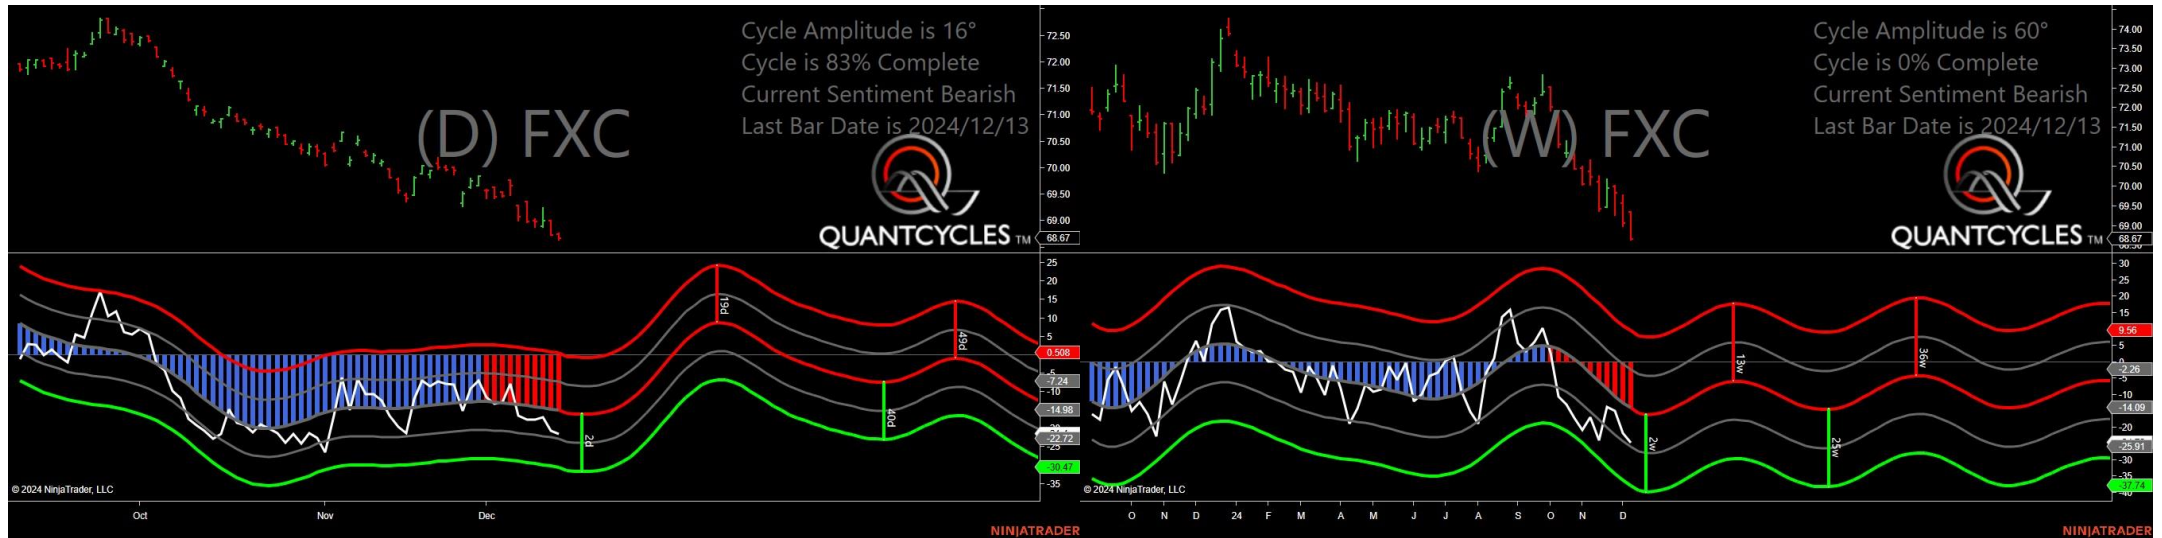 Cycle Amplitude is 16°
Cycle is 83% Complete
Current Sentiment Bearish
Last Bar Date is 2024/12/13
(D) FXC
QUANTCYCLES TM
72.50
72.00
71.50
71.00
70.50
70.00
69.50
69.00
68.67
25
20
15
10
5
0.508
-5
-7.24
-10
-14.98
-22.72
-25
-30.47
-35
19d
49d
2d
40d
© 2024 NinjaTrader, LLC
Oct Nov Dec
NINJATRADER
Cycle Amplitude is 60°
Cycle is 0% Complete
Current Sentiment Bearish
Last Bar Date is 2024/12/13
(W) FXC
QUANTCYCLES TM
74.00
73.50
73.00
72.50
72.00
71.50
71.00
70.50
70.00
69.50
69.00
68.67
30
20
15
9.56
5
0
-2.26
-5
-10
-14.09
-20
-25.91
-30
-37.74
13w
36w
2w
25w
© 2024 NinjaTrader, LLC
O N D 24 F M A M J J A S O N D
NINJATRADER